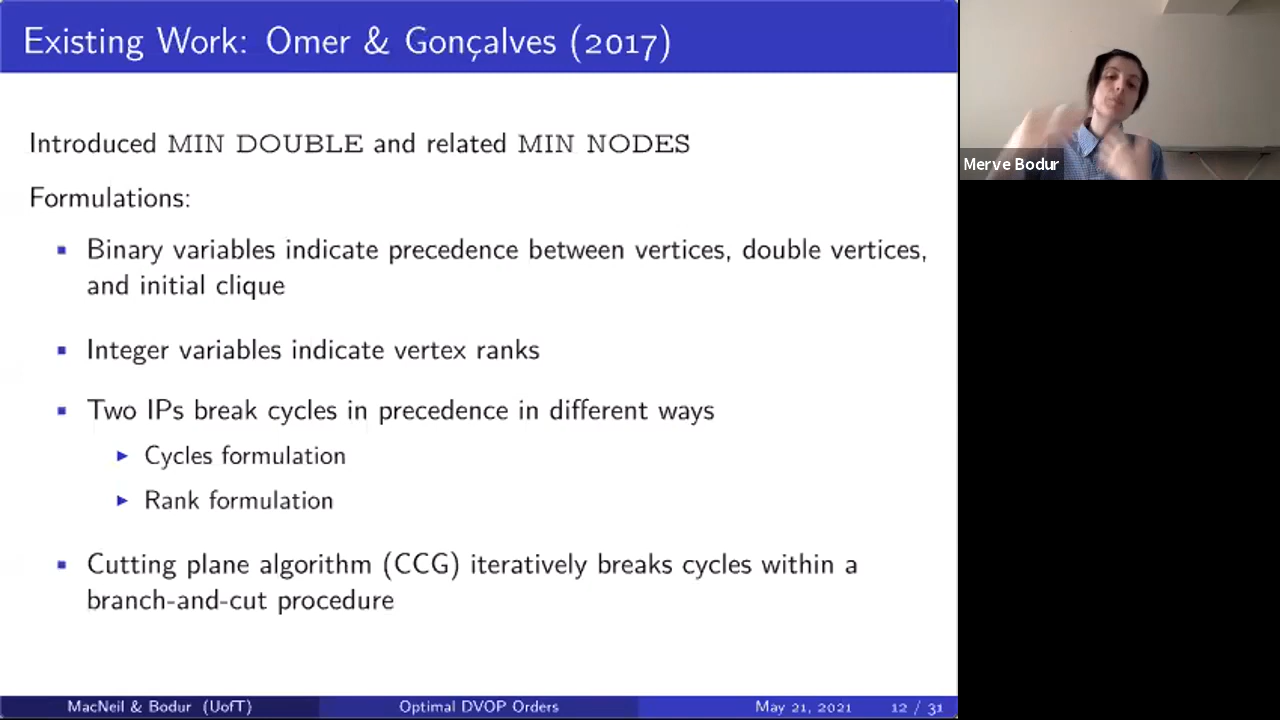 Existing Work: Omer & Gonçalves (2017)
Introduced MIN DOUBLE and related MIN NODES
Formulations:
Binary variables indicate precedence between vertices, double vertices,
and initial clique
Integer variables indicate vertex ranks
Two IPs break cycles in precedence in different ways
Cycles formulation
Rank formulation
Cutting plane algorithm (CCG) iteratively breaks cycles within a
branch-and-cut procedure
MacNeil & Bodur (UofT) Optimal DVOP Orders May 21, 2021 12 / 31
Merve Bodur